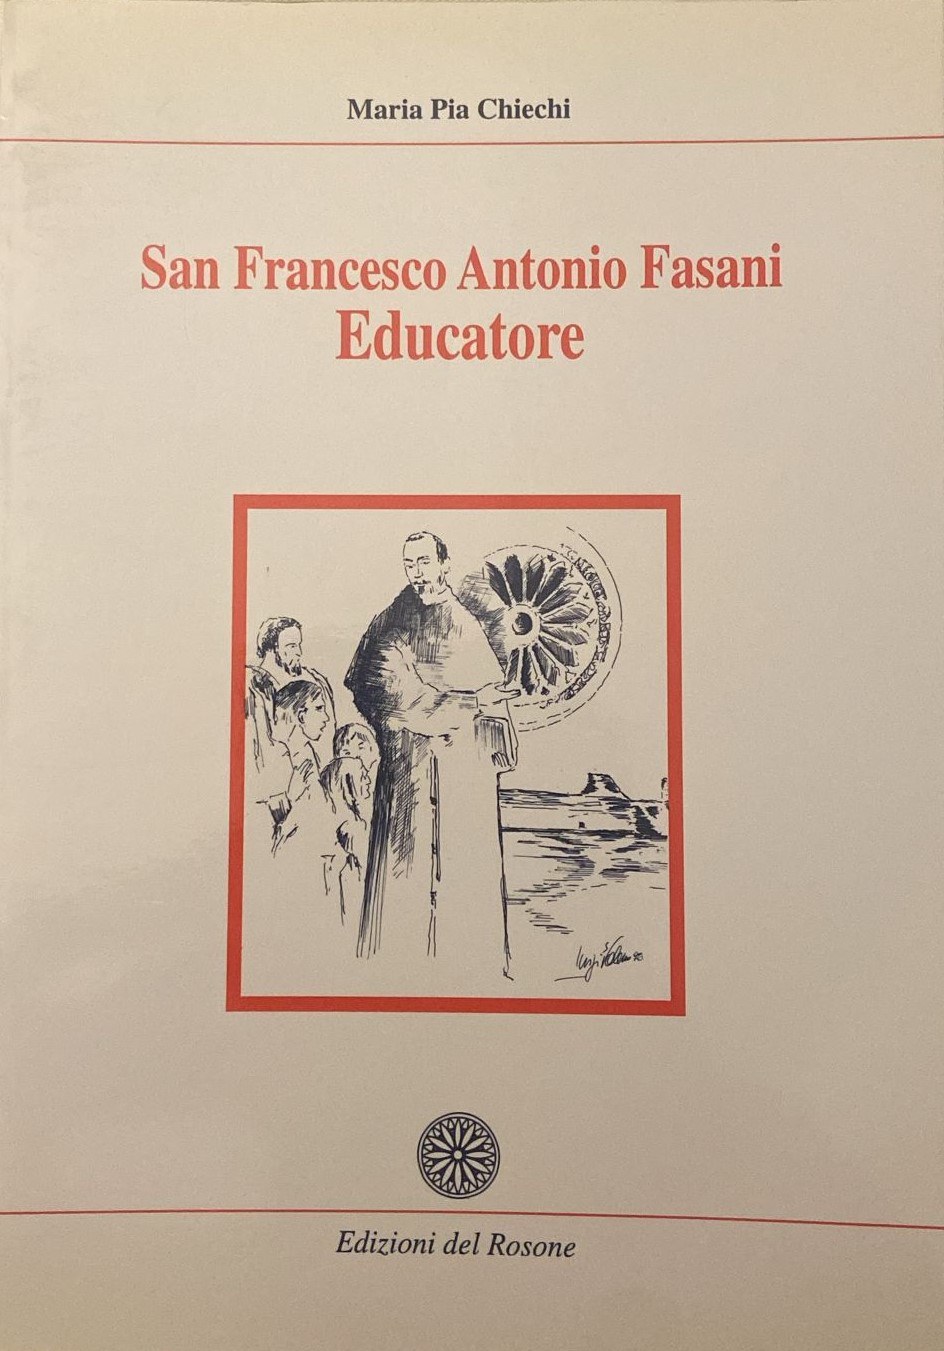 Maria Pia Chiechi
San Francesco Antonio Fasani
Educatore
Edizioni del Rosone